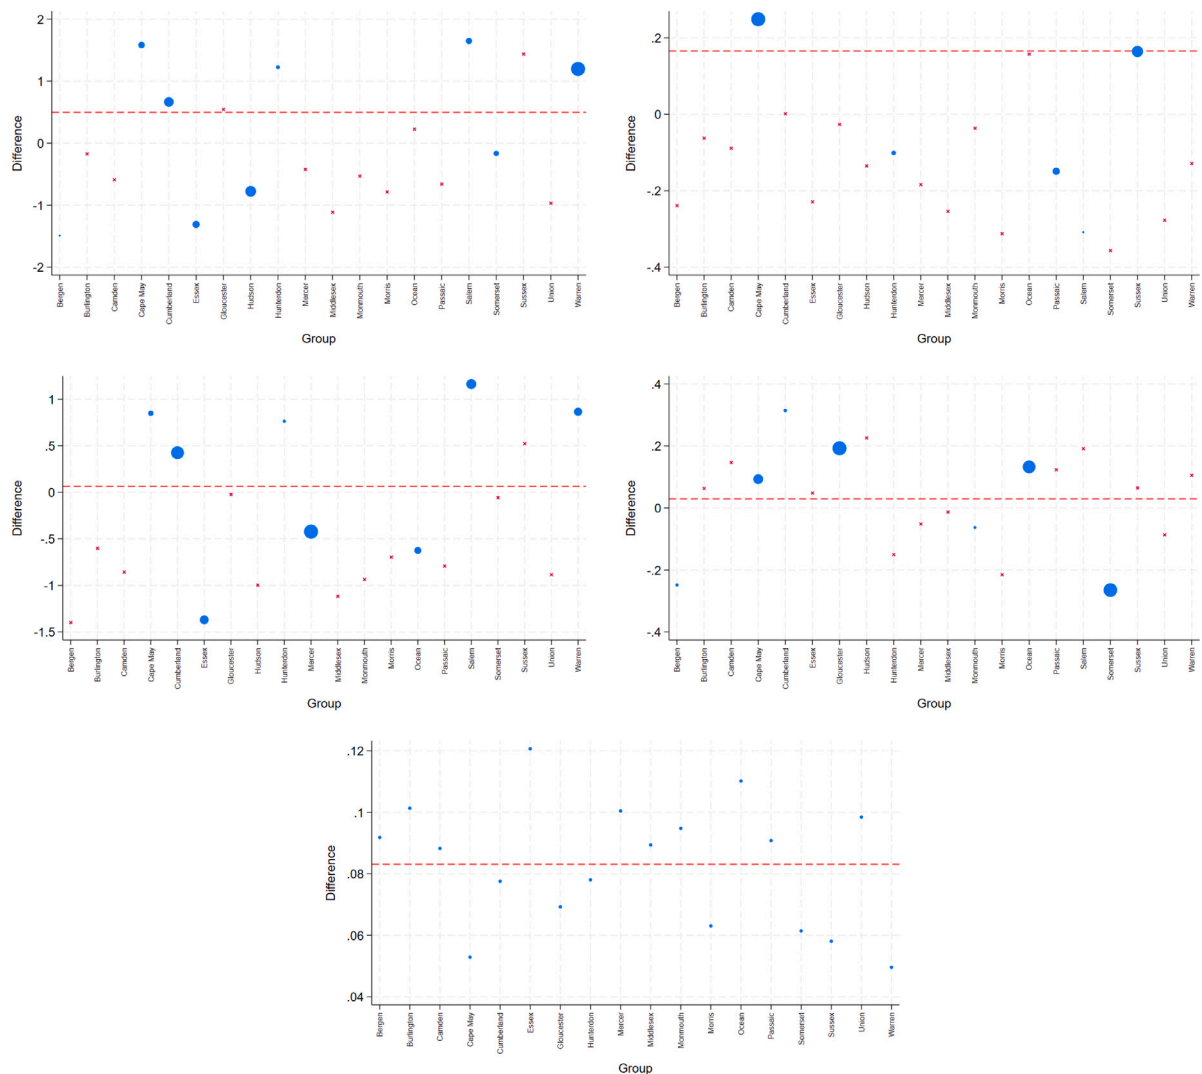 2
1
0
-1
-2
Difference
Bergen
Burlington
Camden
Cape May
Cumberland
Essex
Gloucester
Hudson
Hunterdon
Mercer
Middlesex
Monmouth
Morris
Ocean
Passaic
Salem
Somerset
Sussex
Union
Warren
Group
.2
0
-.2
-.4
Difference
Bergen
Burlington
Camden
Cape May
Cumberland
Essex
Gloucester
Hudson
Hunterdon
Mercer
Middlesex
Monmouth
Morris
Ocean
Passaic
Salem
Somerset
Sussex
Union
Warren
Group
1
.5
0
-.5
-1
-1.5
Difference
Bergen
Burlington
Camden
Cape May
Cumberland
Essex
Gloucester
Hudson
Hunterdon
Mercer
Middlesex
Monmouth
Morris
Ocean
Passaic
Salem
Somerset
Sussex
Union
Warren
Group
.4
.2
0
-.2
-.4
Difference
Bergen
Burlington
Camden
Cape May
Cumberland
Essex
Gloucester
Hudson
Hunterdon
Mercer
Middlesex
Monmouth
Morris
Ocean
Passaic
Salem
Somerset
Sussex
Union
Warren
Group
.12
.1
.08
.06
.04
Difference
Bergen
Burlington
Camden
Cape May
Cumberland
Essex
Gloucester
Hunterdon
Mercer
Middlesex
Monmouth
Morris
Ocean
Passaic
Somerset
Sussex
Union
Warren
Group